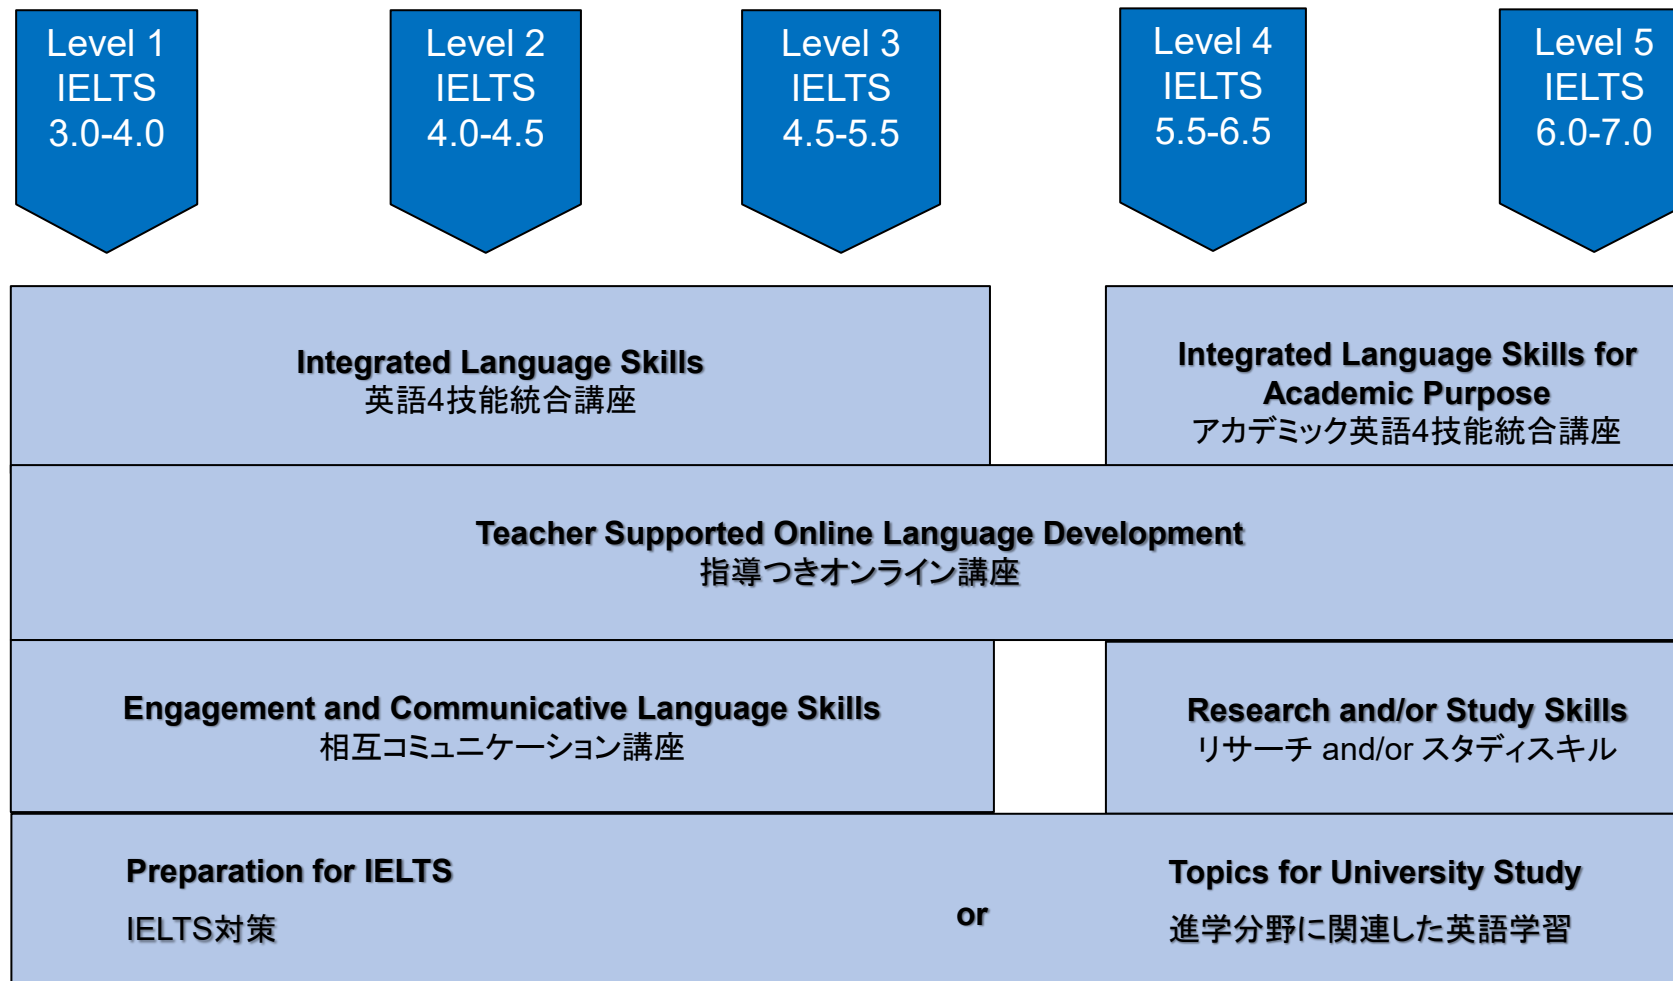 Level 1
IELTS
3.0-4.0
Level 2
IELTS
4.0-4.5
Level 3
IELTS
4.5-5.5
Level 4
IELTS
5.5-6.5
Level 5
IELTS
6.0-7.0
Integrated Language Skills
英語4技能統合講座
Integrated Language Skills for
Academic Purpose
アカデミック英語4技能統合講座
Teacher Supported Online Language Development
指導つきオンライン講座
Engagement and Communicative Language Skills
相互コミュニケーション講座
Research and/or Study Skills
リサーチ and/or スタディスキル
Preparation for IELTS
IELTS対策
or
Topics for University Study
進学分野に関連した英語学習